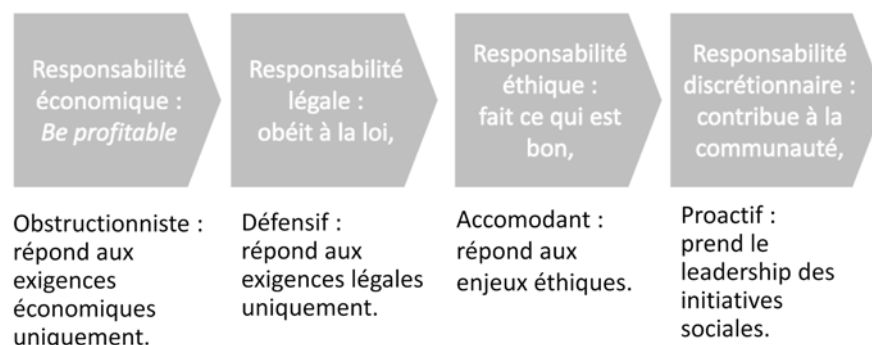 Responsabilité
économique :
Be profitable
Responsabilité
légale :
obéit à la loi,
Responsabilité
éthique :
fait ce qui est
bon,
Responsabilité
discrétionnaire :
contribue à la
communauté,
Obstructionniste :
répond aux
exigences
économiques
uniquement.
Défensif :
répond aux
exigences légales
uniquement.
Accomodant :
répond aux
enjeux éthiques.
Proactif :
prend le
leadership des
initiatives
sociales.